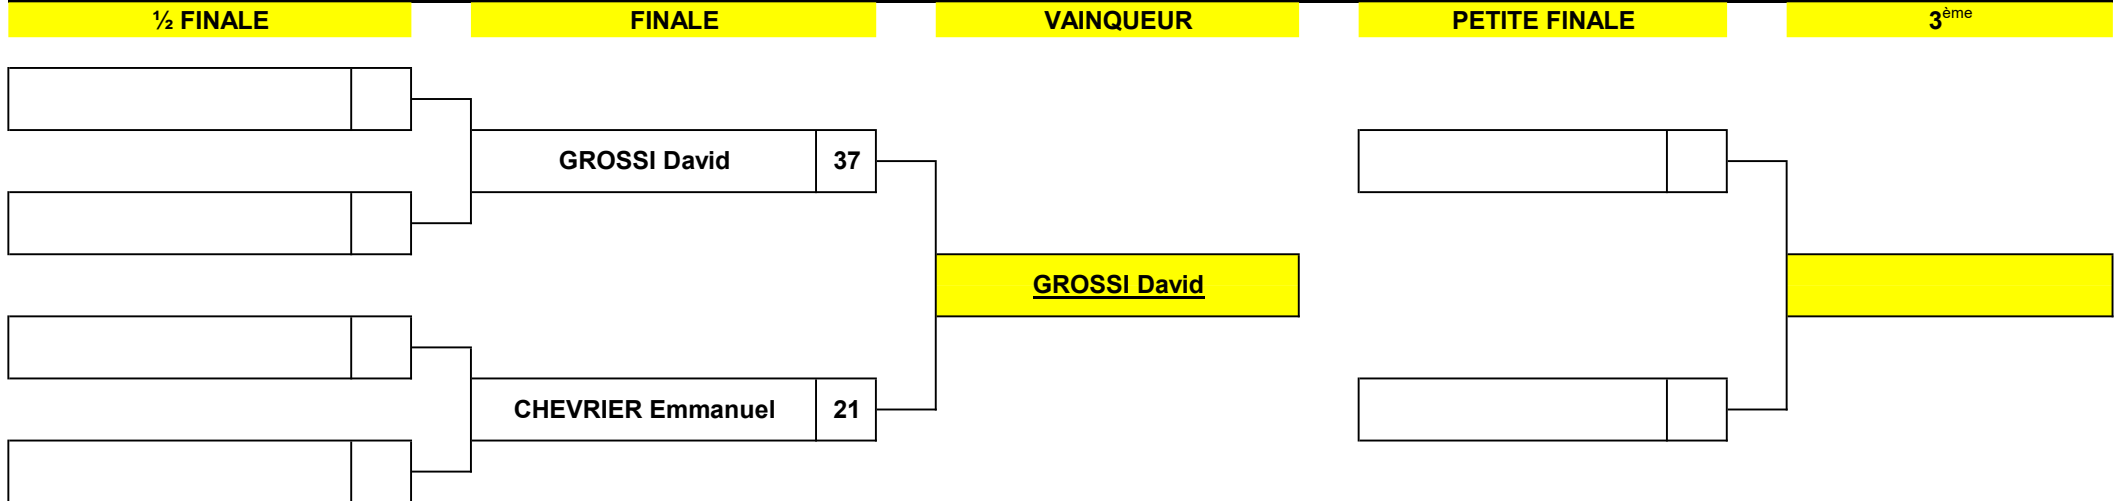 ½ FINALE FINALE VAINQUEUR PETITE FINALE 3ème
GROSSI David 37
GROSSI David
CHEVRIER Emmanuel 21